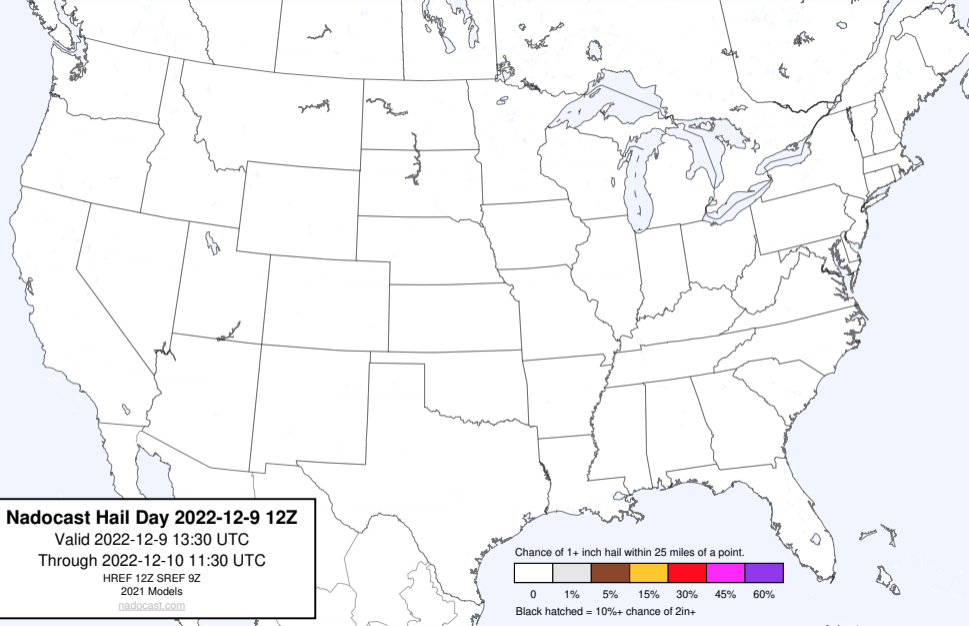 Nadocast Hail Day 2022-12-9 12Z
Valid 2022-12-9 13:30 UTC
Through 2022-12-10 11:30 UTC
HREF 12Z SREF 9Z
2021 Models
nadocast.com
Chance of 1+ inch hail within 25 miles of a point.
0 1% 5% 15% 30% 45% 60%
Black hatched = 10%+ chance of 2in+